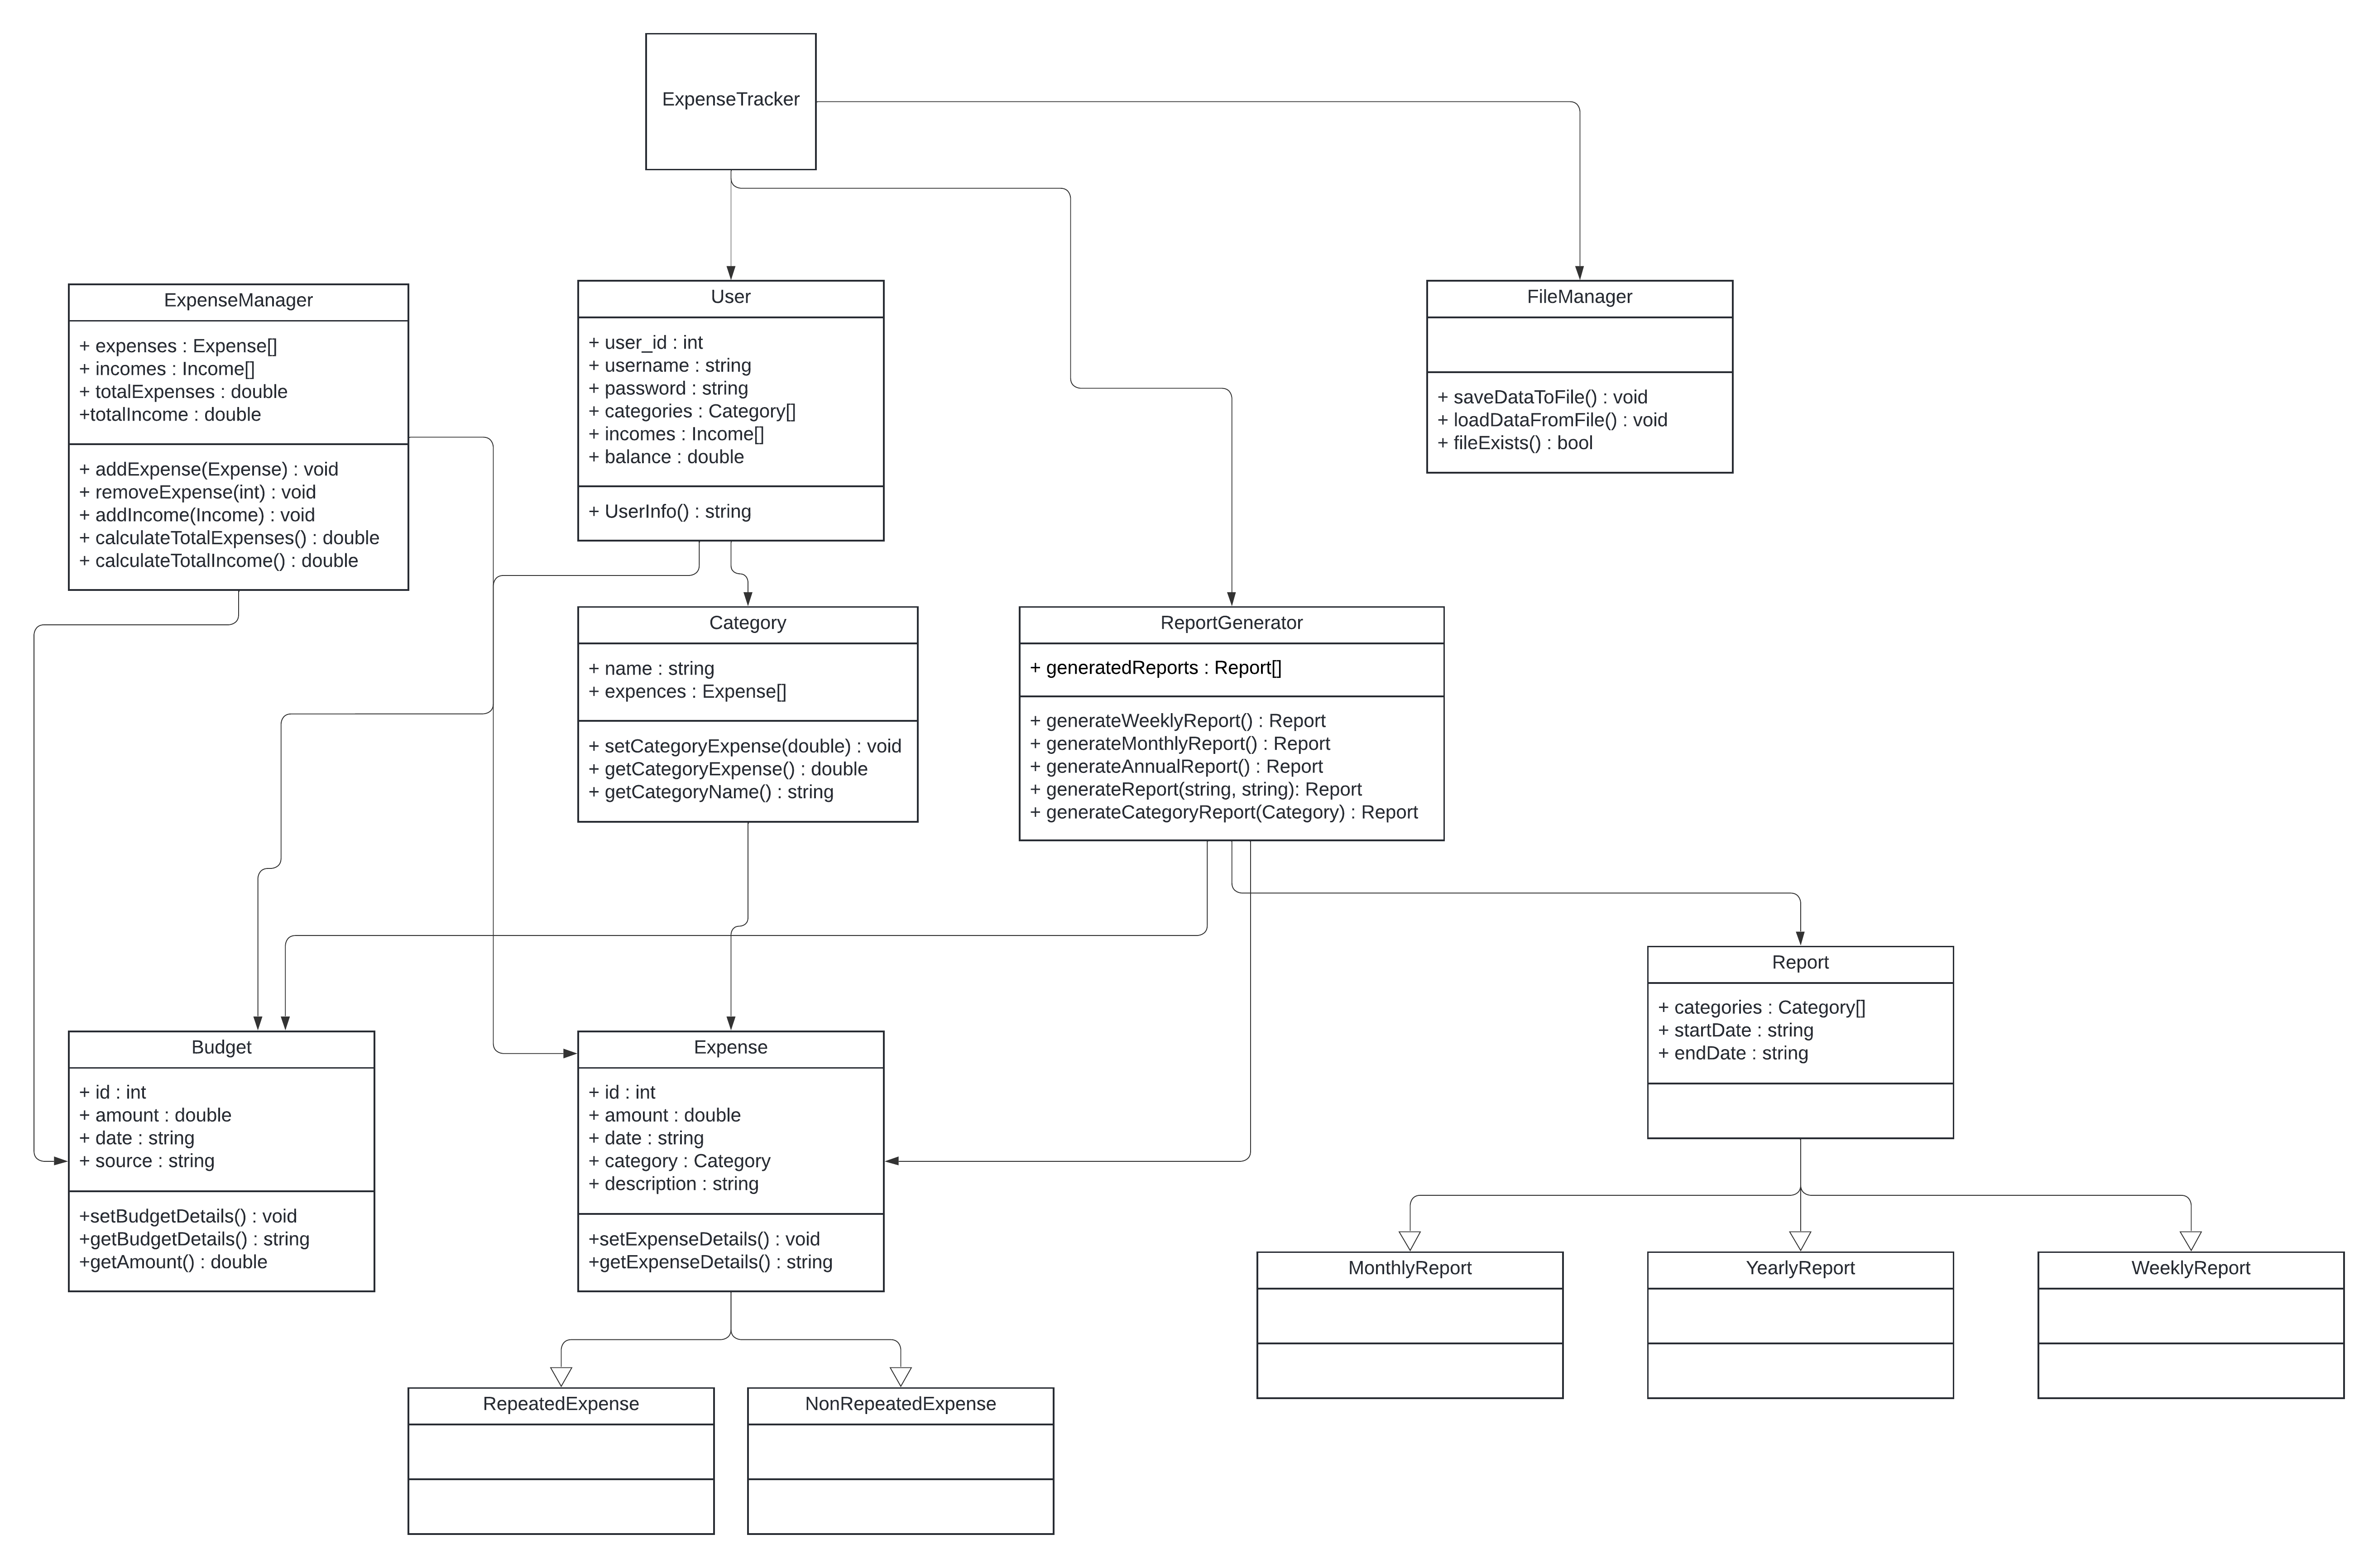 ExpenseTracker
ExpenseManager
+ expenses : Expense[]
+ incomes : Income[]
+ totalExpenses : double
+totalIncome : double
+ addExpense(Expense) : void
+ removeExpense(int) : void
+ addIncome(Income) : void
+ calculateTotalExpenses() : double
+ calculateTotalIncome() : double
User
+ user_id : int
+ username : string
+ password : string
+ categories : Category[]
+ incomes : Income[]
+ balance : double
+ UserInfo() : string
FileManager
+ saveDataToFile() : void
+ loadDataFromFile() : void
+ fileExists() : bool
Category
+ name : string
+ expences : Expense[]
+ setCategoryExpense(double) : void
+ getCategoryExpense() : double
+ getCategoryName() : string
ReportGenerator
+ generatedReports : Report[]
+ generateWeeklyReport() : Report
+ generateMonthlyReport() : Report
+ generateAnnualReport() : Report
+ generateReport(string, string): Report
+ generateCategoryReport(Category) : Report
Report
+ categories : Category[]
+ startDate : string
+ endDate : string
Budget
+ id : int
+ amount : double
+ date : string
+ source : string
+setBudgetDetails() : void
+getBudgetDetails() : string
+getAmount() : double
Expense
+ id : int
+ amount : double
+ date : string
+ category : Category
+ description : string
+setExpenseDetails() : void
+getExpenseDetails() : string
MonthlyReport
YearlyReport
WeeklyReport
RepeatedExpense
NonRepeatedExpense